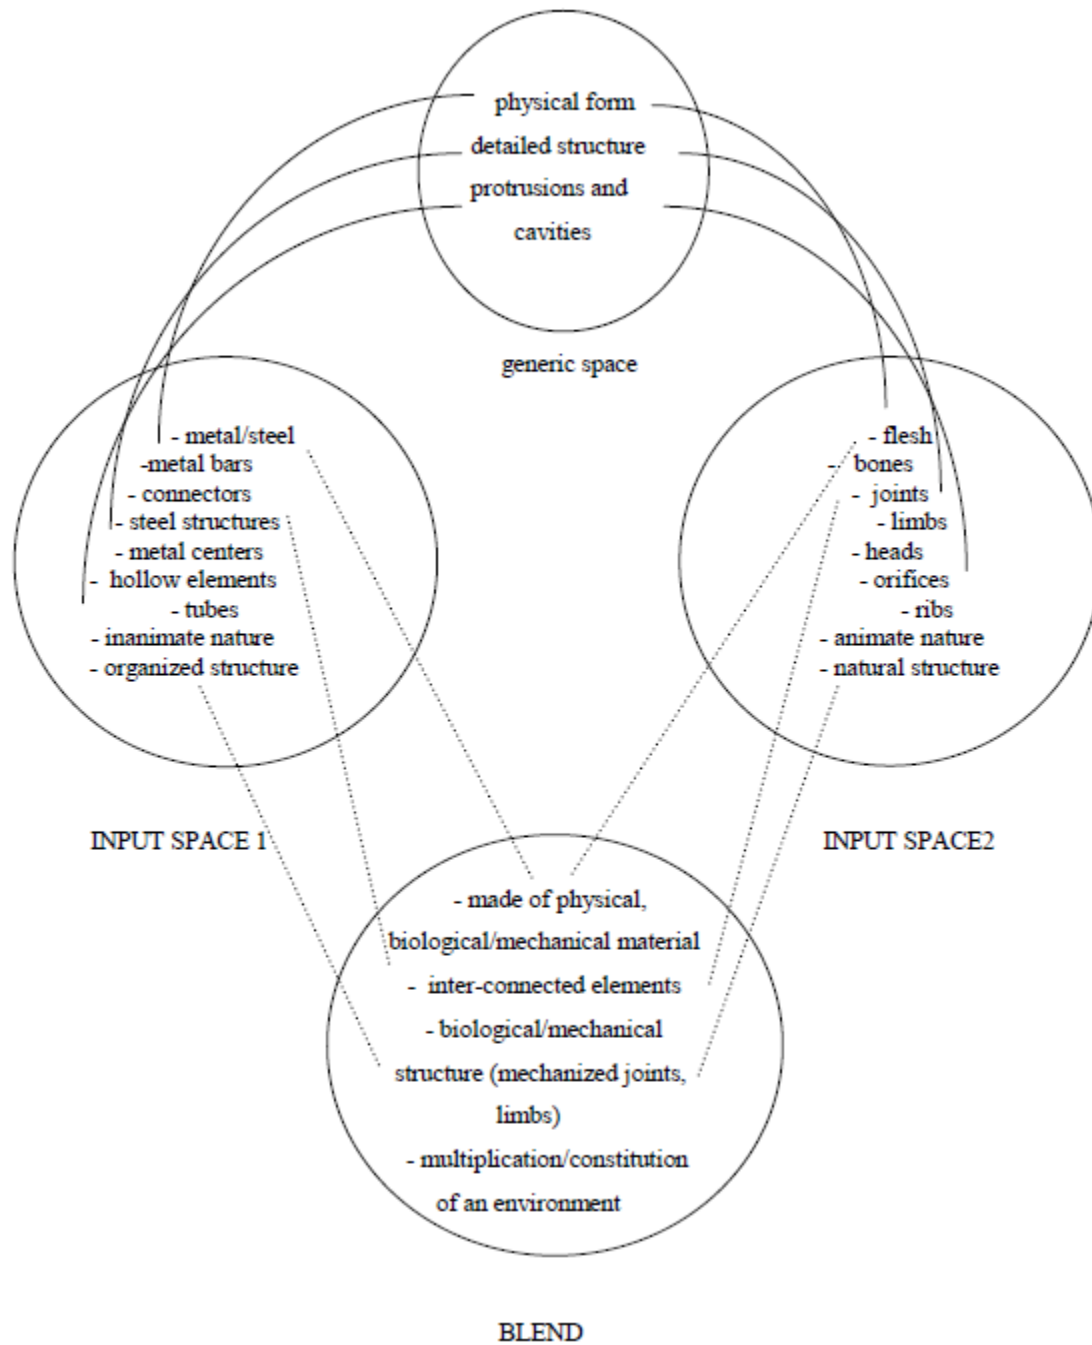 physical form
detailed structure
protrusions and
cavities
generic space
- metal/steel
-metal bars
- connectors
- steel structures
- metal centers
- hollow elements
- tubes
- inanimate nature
- organized structure
INPUT SPACE 1
- flesh
- bones
- joints
- limbs
- heads
- orifices
- ribs
- animate nature
- natural structure
INPUT SPACE2
- made of physical,
biological/mechanical material
- inter-connected elements
- biological/mechanical
structure (mechanized joints,
limbs)
- multiplication/constitution
of an environment
BLEND